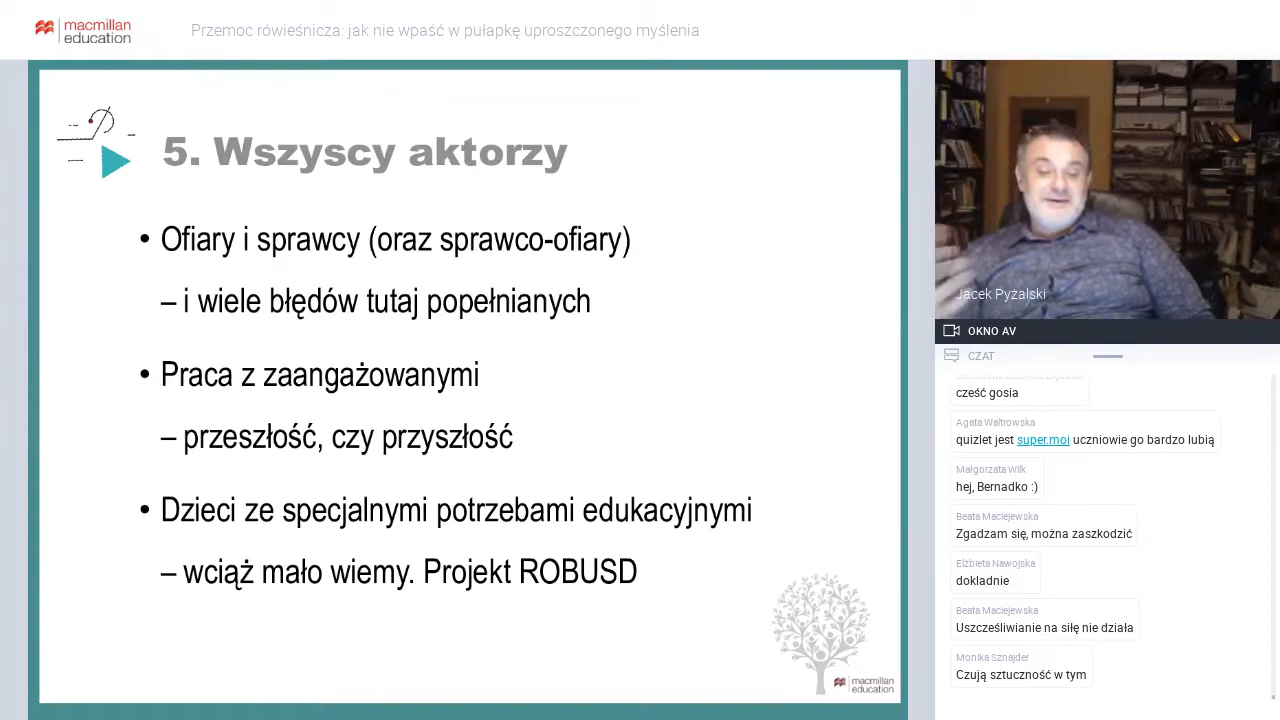 macmillan
education
Przemoc rówieśnicza: jak nie wpaść w pułapkę uproszczonego myślenia
5. Wszyscy aktorzy
• Ofiary i sprawcy (oraz sprawco-ofiary)
– i wiele błędów tutaj popełnianych
• Praca z zaangażowanymi
– przeszłość, czy przyszłość
• Dzieci ze specjalnymi potrzebami edukacyjnymi
– wciąż mało wiemy. Projekt ROBUSD
macmillan
education
Jacek Pyżalski
OKNO AV
CZAT
cześć gosia
Agata Waltrowska
quizlet jest super.moi uczniowie go bardzo lubią
Małgorzata Wilk
hej, Bernadko :)
Beata Maciejewska
Zgadzam się, można zaszkodzić
Elżbieta Nawojska
dokladnie
Beata Maciejewska
Uszcześliwianie na siłę nie działa
Monika Sznajder
Czują sztuczność w tym